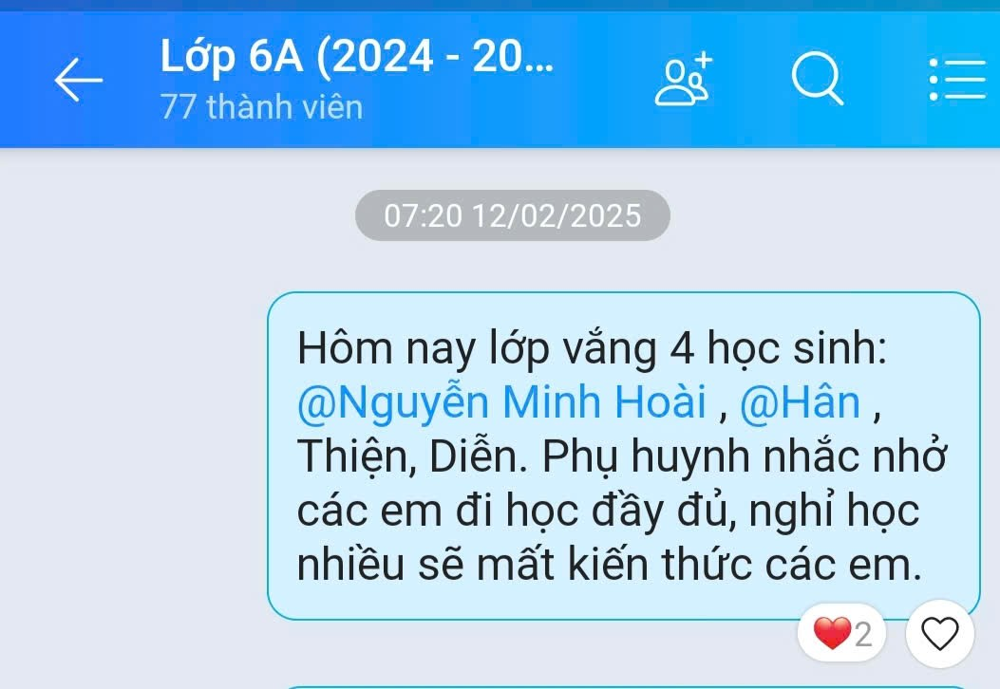 Lớp 6A (2024 - 20...
77 thành viên
07:20 12/02/2025
Hôm nay lớp vắng 4 học sinh:
@Nguyễn Minh Hoài , @Hân ,
Thiện, Diễn. Phụ huynh nhắc nhở
các em đi học đầy đủ, nghỉ học
nhiều sẽ mất kiến thức các em.
2